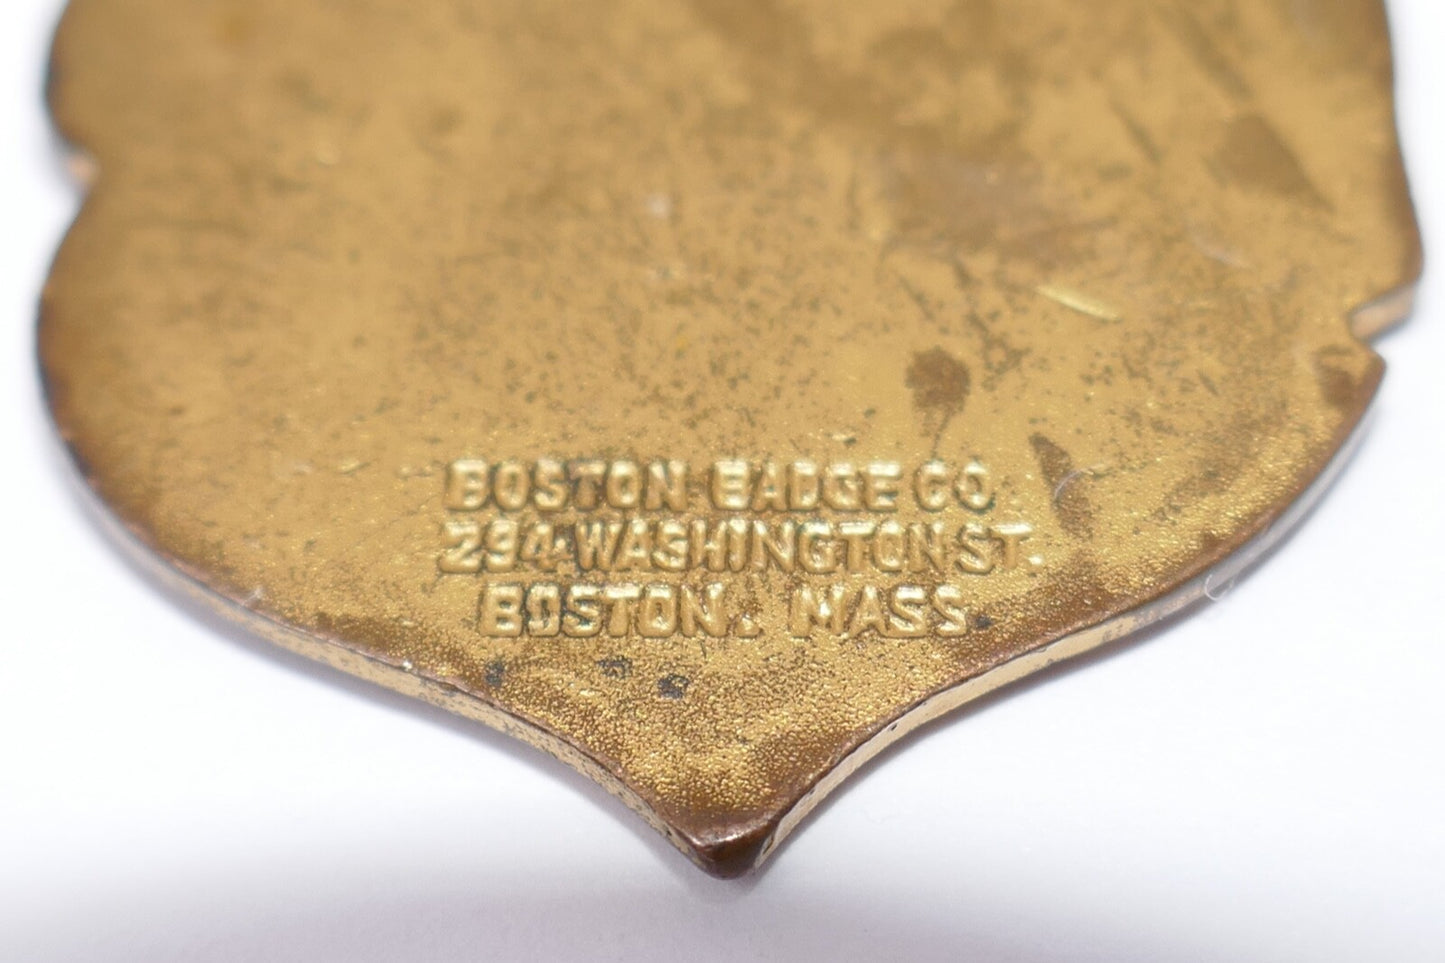 BOSTON BADGE CO
294 WASHINGTON ST.
BOSTON, MASS